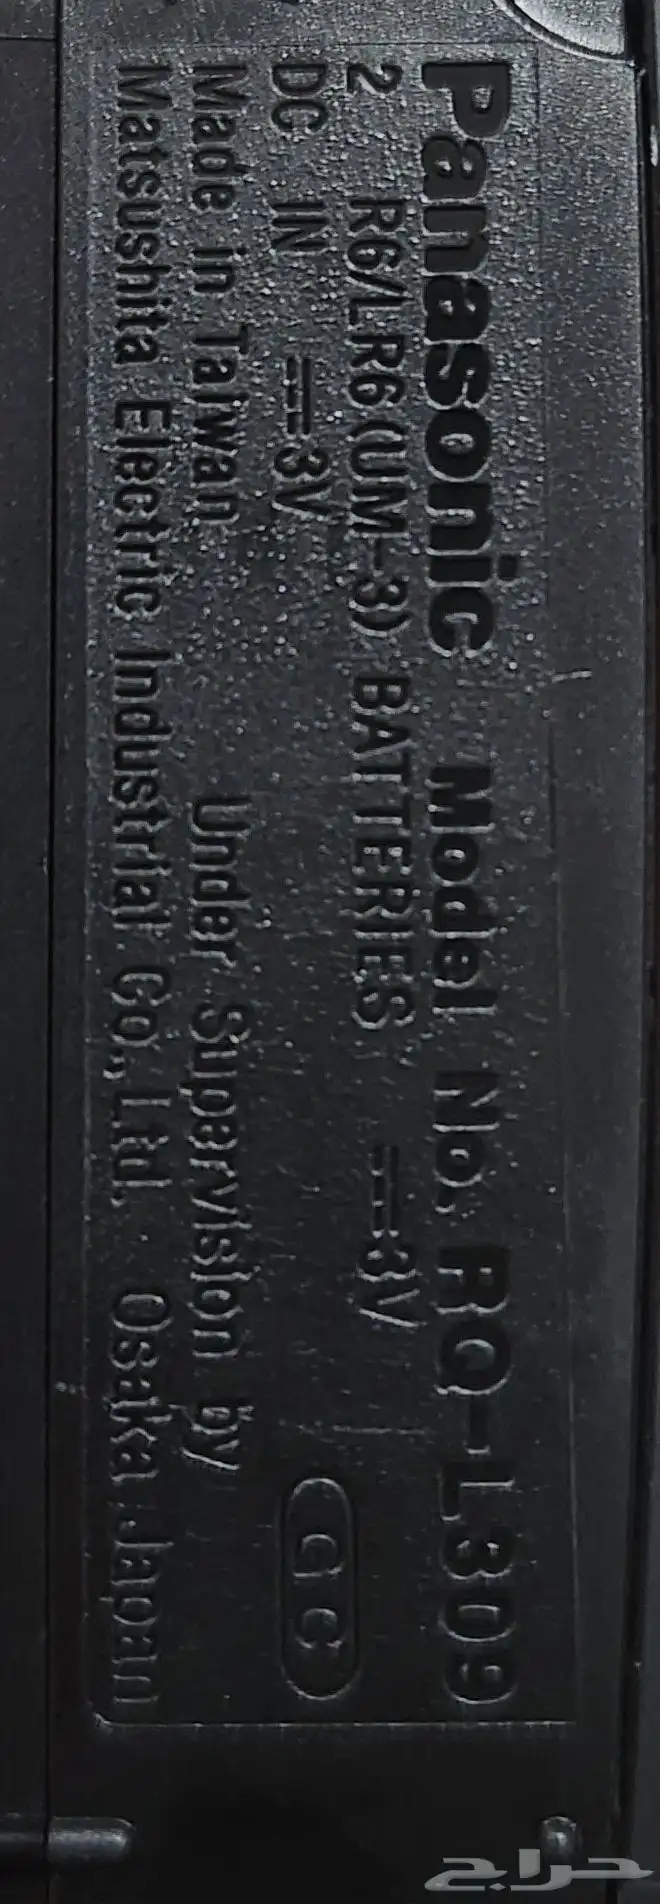 Panasonic Model No. RQ-L309
2 R6/LR6(UM-3) BATTERIES ⎓3V
DC IN ⎓3V
GC
Made in Taiwan Under Supervision by
Matsushita Electric Industrial Co., Ltd. Osaka Japan
حراج